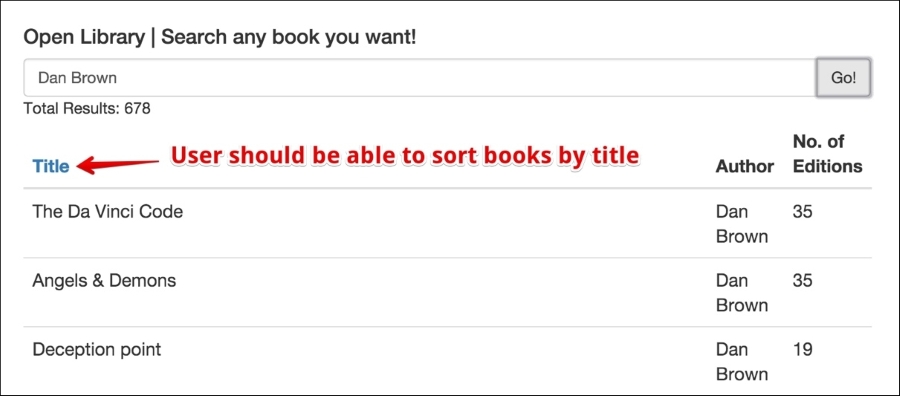 Open Library | Search any book you want!
Dan Brown
Go!
Total Results: 678
Title
User should be able to sort books by title
Author
No. of
Editions
The Da Vinci Code
Dan
Brown
35
Angels & Demons
Dan
Brown
35
Deception point
Dan
Brown
19